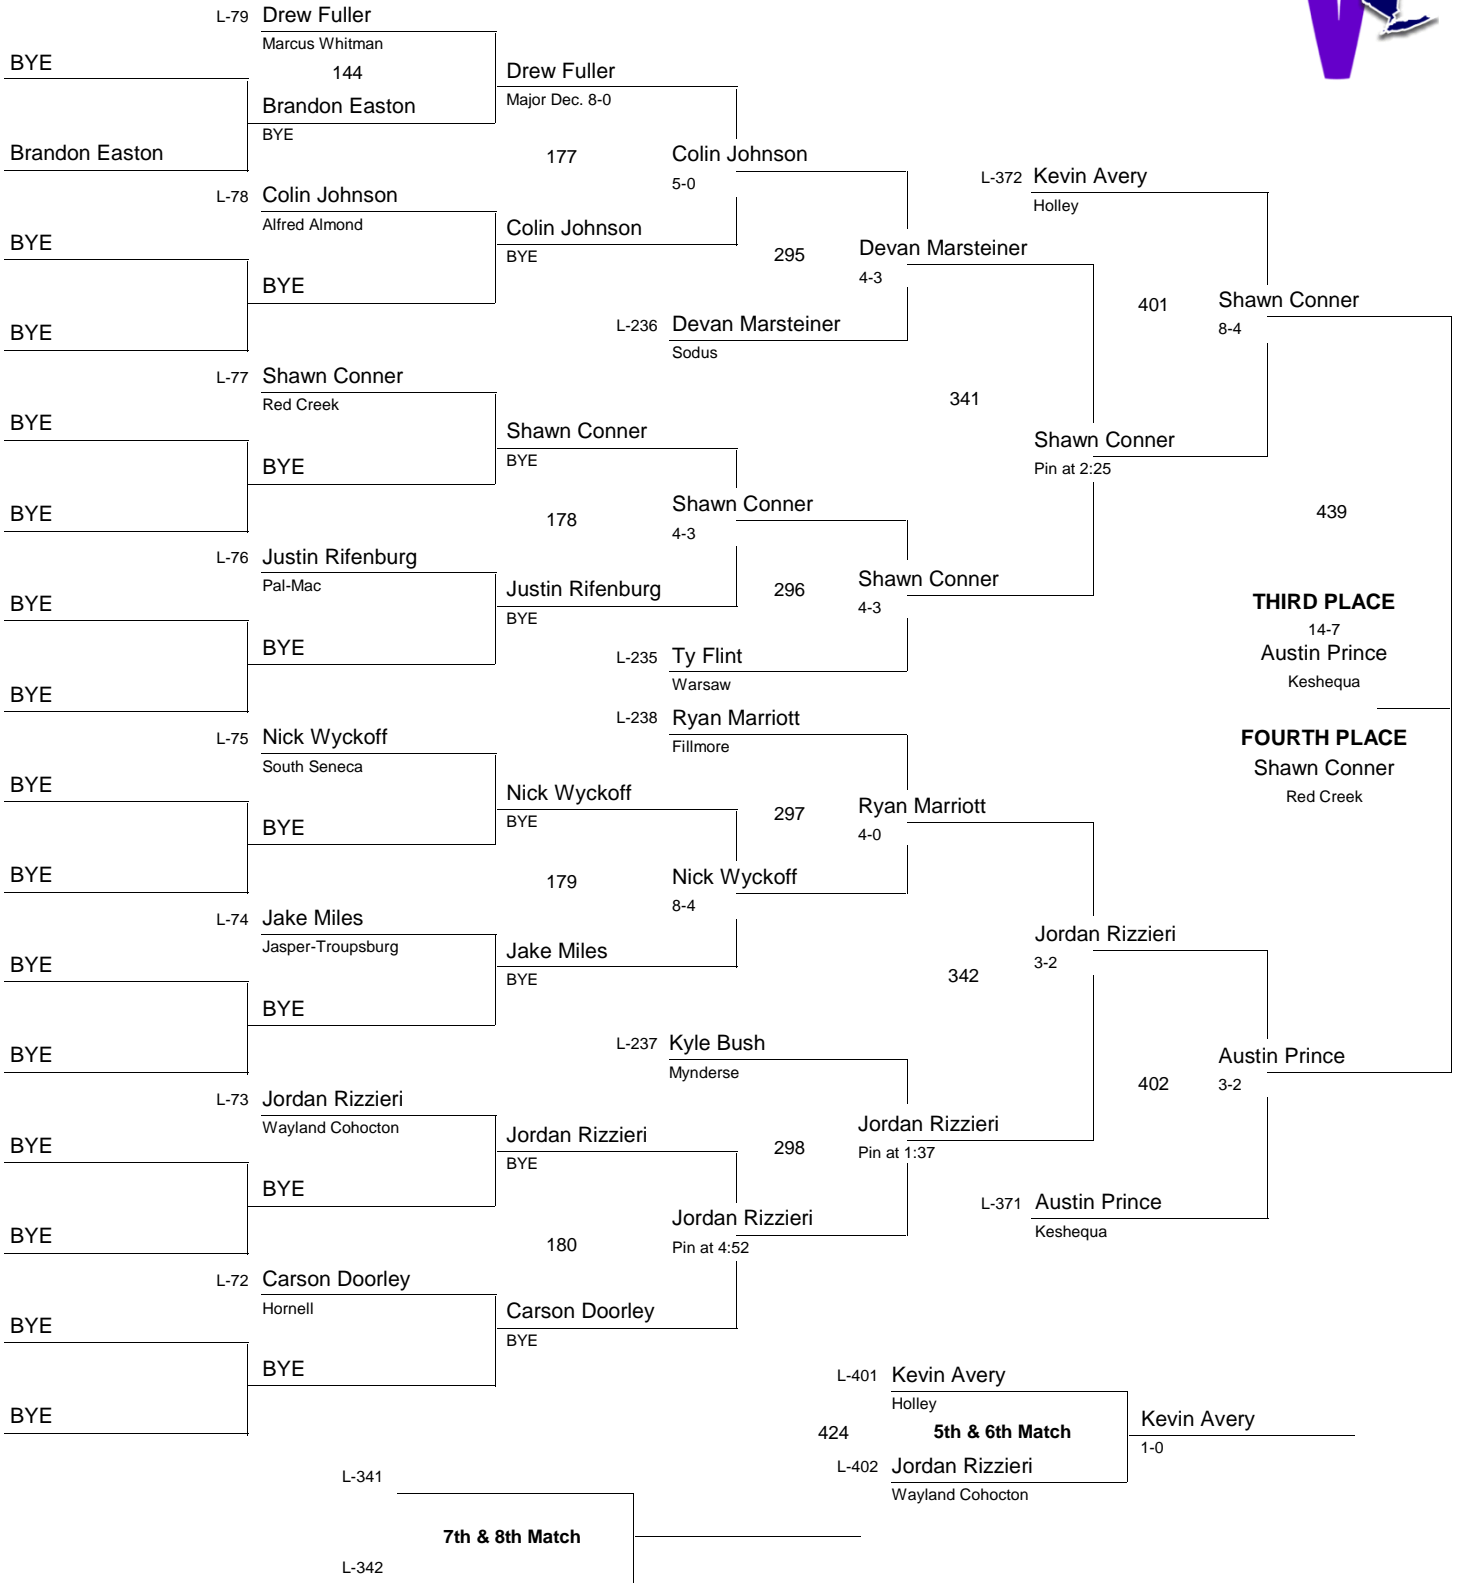 L-79 Drew Fuller
Marcus Whitman
BYE
144
Drew Fuller
Brandon Easton
Major Dec. 8-0
BYE
Brandon Easton
177
Colin Johnson
5-0
L-372 Kevin Avery
Holley
L-78 Colin Johnson
Alfred Almond
Colin Johnson
BYE
BYE
295
Devan Marsteiner
4-3
BYE
401
Shawn Conner
8-4
BYE
L-236 Devan Marsteiner
Sodus
L-77 Shawn Conner
Red Creek
341
BYE
Shawn Conner
BYE
Shawn Conner
Pin at 2:25
BYE
Shawn Conner
4-3
BYE
178
439
L-76 Justin Rifenburg
Pal-Mac
Justin Rifenburg
BYE
296
Shawn Conner
4-3
BYE
THIRD PLACE
14-7
Austin Prince
Keshequa
BYE
L-235 Ty Flint
Warsaw
BYE
L-238 Ryan Marriott
Fillmore
L-75 Nick Wyckoff
South Seneca
FOURTH PLACE
Shawn Conner
Red Creek
BYE
Nick Wyckoff
BYE
297
Ryan Marriott
4-0
BYE
BYE
179
Nick Wyckoff
8-4
L-74 Jake Miles
Jasper-Troupsburg
Jake Miles
BYE
Jordan Rizzieri
3-2
BYE
342
BYE
L-237 Kyle Bush
Mynderse
BYE
Austin Prince
3-2
402
L-73 Jordan Rizzieri
Wayland Cohocton
Jordan Rizzieri
BYE
298
Jordan Rizzieri
Pin at 1:37
BYE
BYE
L-371 Austin Prince
Keshequa
Jordan Rizzieri
Pin at 4:52
BYE
180
L-72 Carson Doorley
Hornell
Carson Doorley
BYE
BYE
BYE
L-401 Kevin Avery
Holley
BYE
424
5th & 6th Match
Kevin Avery
1-0
L-402 Jordan Rizzieri
Wayland Cohocton
L-341
7th & 8th Match
L-342